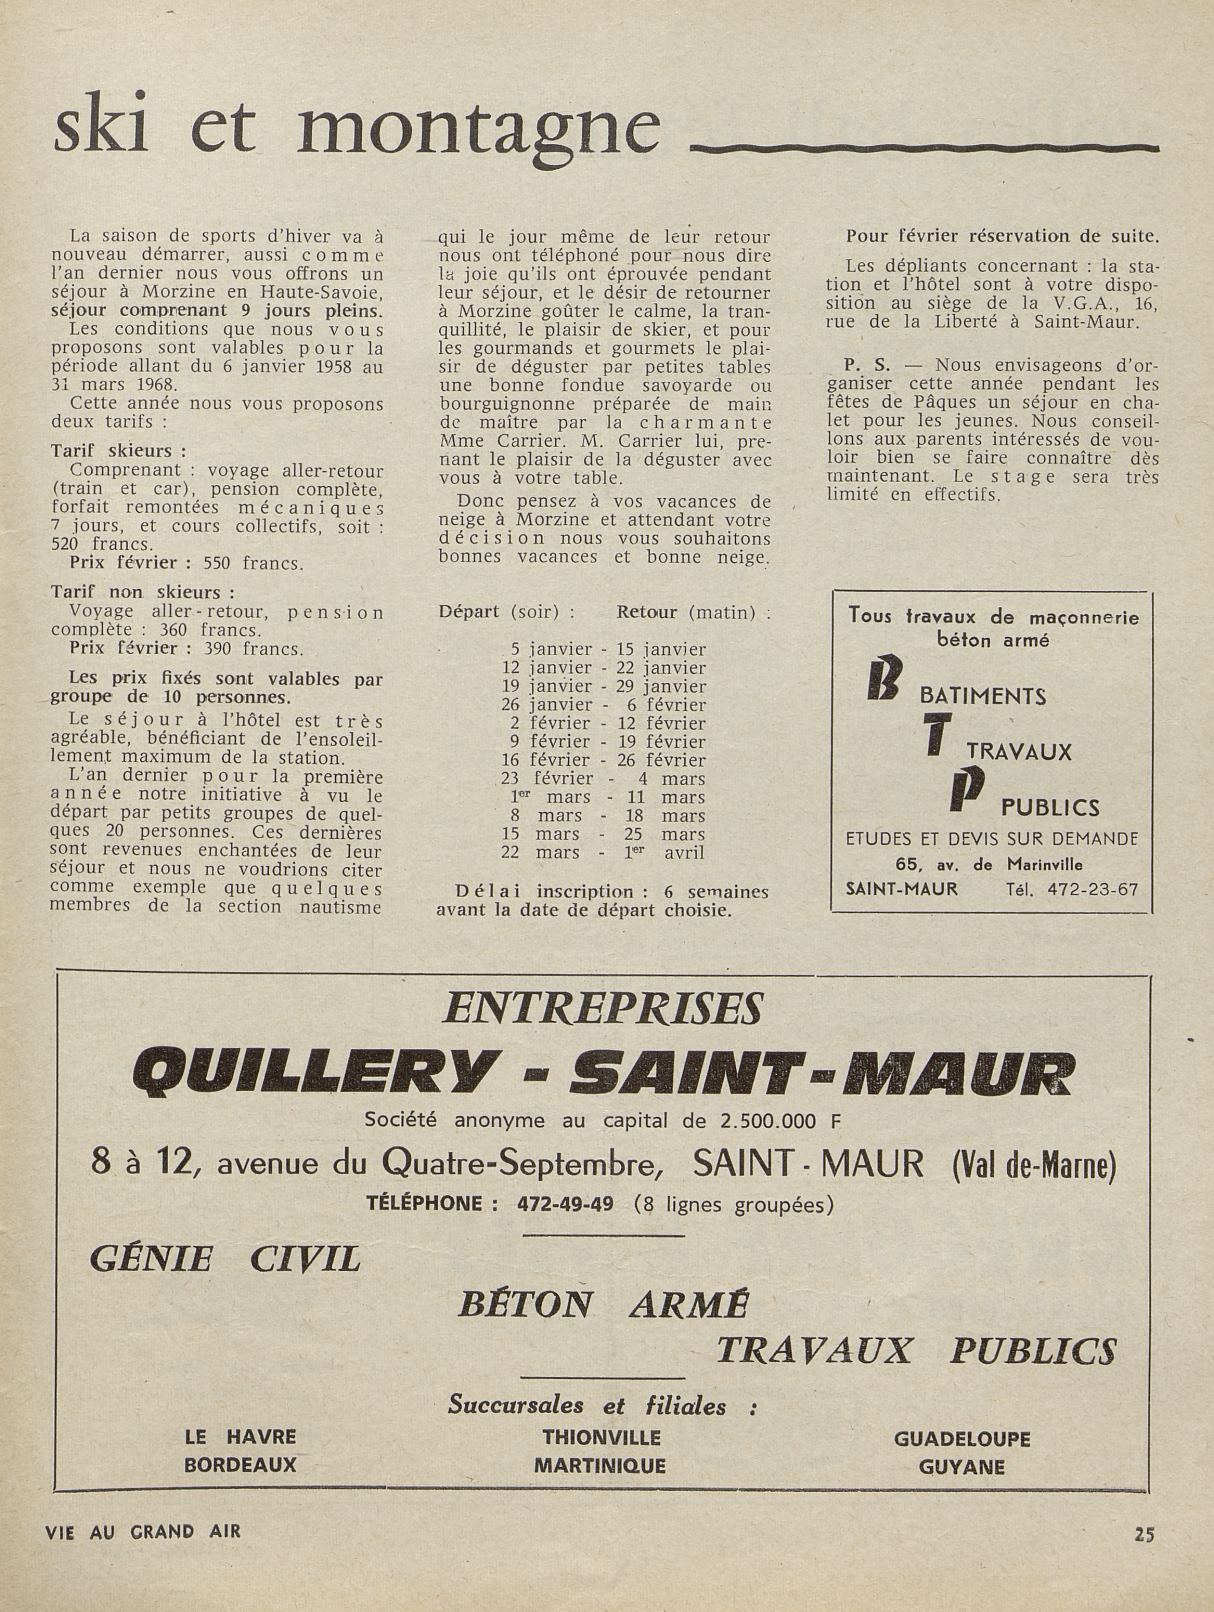 ski et montagne
La saison de sports d'hiver va à
nouveau démarrer, aussi comme
l'an dernier nous vous offrons un
séjour à Morzine en Haute-Savoie,
séjour comprenant 9 jours pleins.
Les conditions que nous vous
proposons sont valables pour la
période allant du 6 janvier 1958 au
31 mars 1968.
Cette année nous vous proposons
deux tarifs :
Tarif skieurs :
Comprenant : voyage aller-retour
(train et car), pension complète,
forfait remontées mécaniques
7 jours, et cours collectifs, soit :
520 francs.
Prix février : 550 francs.
Tarif non skieurs :
Voyage aller-retour, pension
complète : 360 francs.
Prix février : 390 francs.
Les prix fixés sont valables par
groupe de 10 personnes.
Le séjour à l'hôtel est très
agréable, bénéficiant de l'ensoleil-
lement maximum de la station.
L'an dernier pour la première
année notre initiative à vu le
départ par petits groupes de quel-
ques 20 personnes. Ces dernières
sont revenues enchantées de leur
séjour et nous ne voudrions citer
comme exemple que quelques
membres de la section nautisme
qui le jour même de leur retour
nous ont téléphoné pour nous dire
la joie qu'ils ont éprouvée pendant
leur séjour, et le désir de retourner
à Morzine goûter le calme, la tran-
quillité, le plaisir de skier, et pour
les gourmands et gourmets le plai-
sir de déguster par petites tables
une bonne fondue savoyarde ou
bourguignonne préparée de main
de maître par la charmante
Mme Carrier. M. Carrier lui, pre-
nant le plaisir de la déguster avec
vous à votre table.
Donc pensez à vos vacances de
neige à Morzine et attendant votre
décision nous vous souhaitons
bonnes vacances et bonne neige.
Départ (soir) : Retour (matin) :
5 janvier - 15 janvier
12 janvier - 22 janvier
19 janvier - 29 janvier
26 janvier - 6 février
2 février - 12 février
9 février - 19 février
16 février - 26 février
23 février - 4 mars
1er mars - 11 mars
8 mars - 18 mars
15 mars - 25 mars
22 mars - 1er avril
Délai inscription : 6 semaines
avant la date de départ choisie.
Pour février réservation de suite.
Les dépliants concernant : la sta-
tion et l'hôtel sont à votre dispo-
sition au siège de la V.G.A., 16,
rue de la Liberté à Saint-Maur.
P. S. — Nous envisageons d'or-
ganiser cette année pendant les
fêtes de Pâques un séjour en cha-
let pour les jeunes. Nous conseil-
lons aux parents intéressés de vou-
loir bien se faire connaître dès
maintenant. Le stage sera très
limité en effectifs.
Tous travaux de maçonnerie
béton armé
B BATIMENTS
T TRAVAUX
P PUBLICS
ETUDES ET DEVIS SUR DEMANDE
65, av. de Marinville
SAINT-MAUR Tél. 472-23-67
ENTREPRISES
QUILLERY - SAINT-MAUR
Société anonyme au capital de 2.500.000 F
8 à 12, avenue du Quatre-Septembre, SAINT-MAUR (Val de-Marne)
TÉLÉPHONE : 472-49-49 (8 lignes groupées)
GÉNIE CIVIL
BÉTON ARMÉ
TRAVAUX PUBLICS
Succursales et filiales :
LE HAVRE THIONVILLE GUADELOUPE
BORDEAUX MARTINIQUE GUYANE
VIE AU GRAND AIR 25